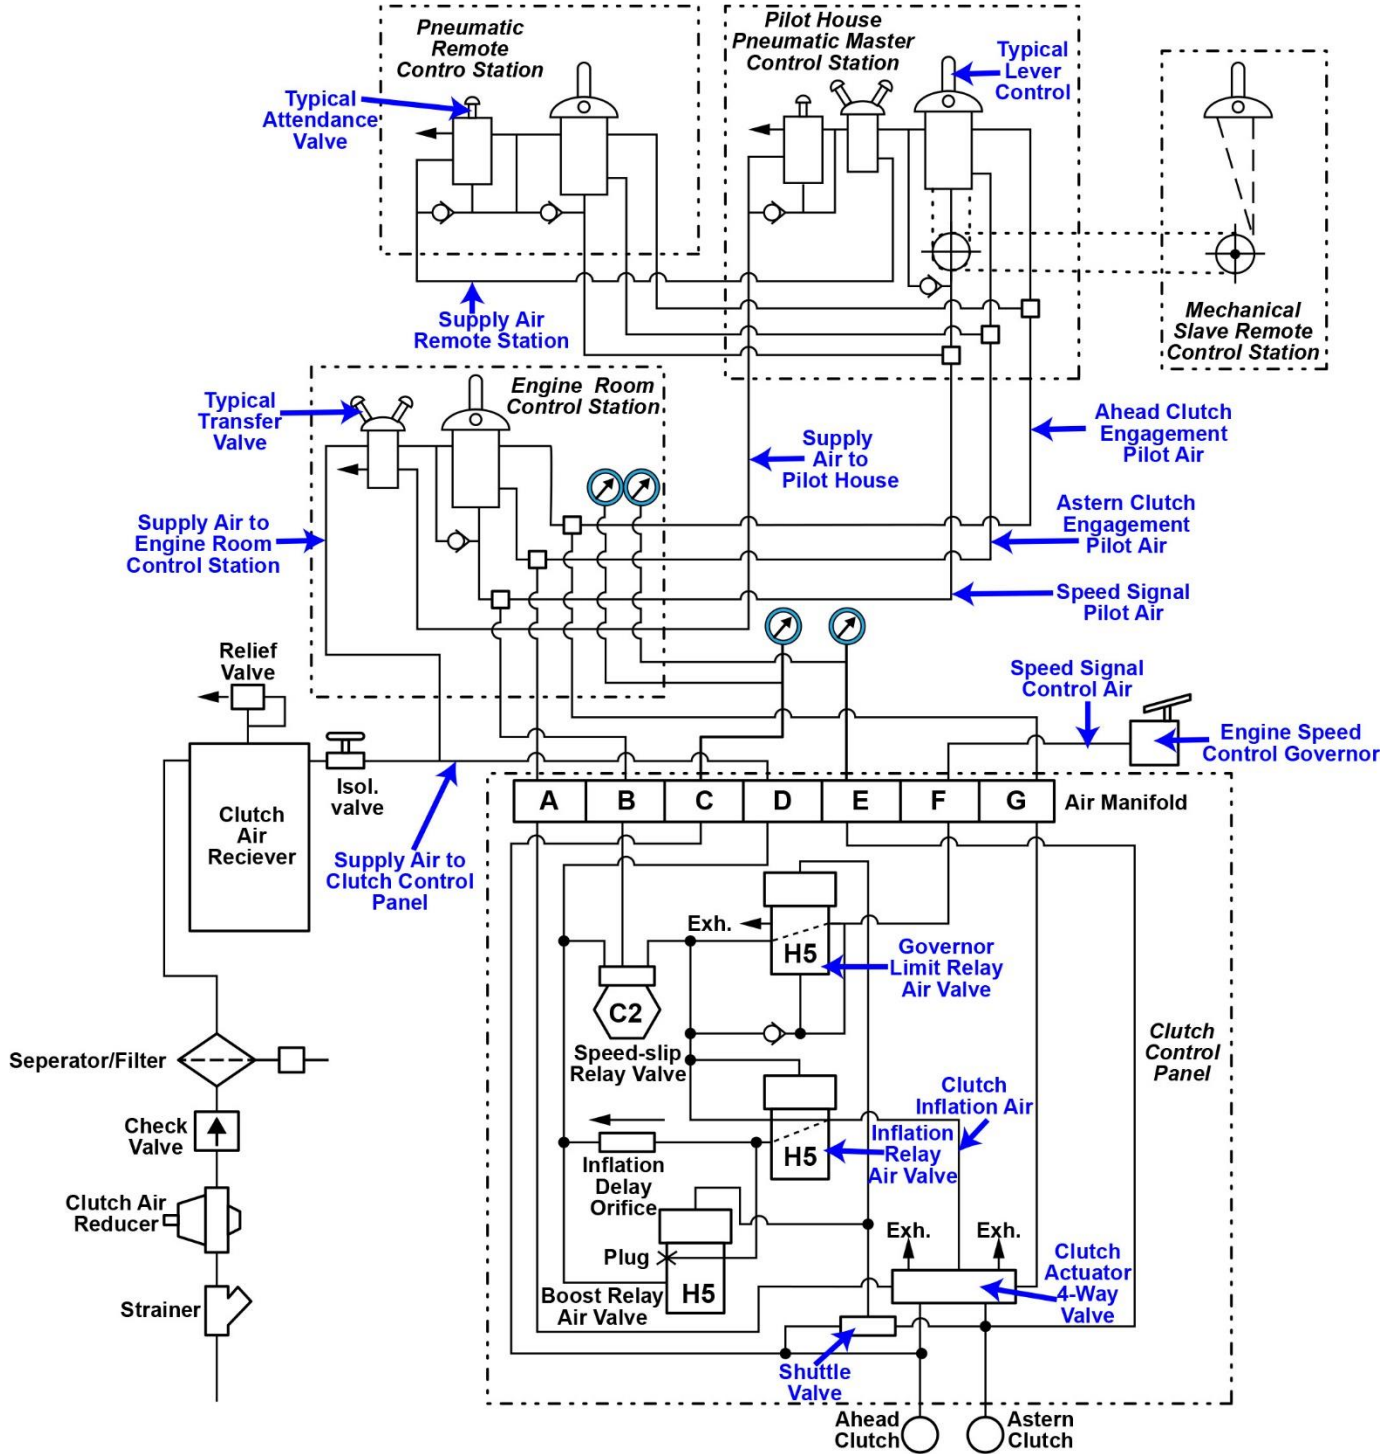 Pneumatic
Remote
Contro Station
Typical
Attendance
Valve
Pilot House
Pneumatic Master
Control Station
Typical
Lever
Control
Supply Air
Remote Station
Mechanical
Slave Remote
Control Station
Engine Room
Control Station
Typical
Transfer
Valve
Supply
Air to
Pilot House
Ahead Clutch
Engagement
Pilot Air
Astern Clutch
Engagement
Pilot Air
Supply Air to
Engine Room
Control Station
Speed Signal
Pilot Air
Relief
Valve
Speed Signal
Control Air
Engine Speed
Control Governor
Isol.
valve
Clutch
Air
Reciever
A B C D E F G
Air Manifold
Supply Air to
Clutch Control
Panel
Exh.
H5
Governor
Limit Relay
Air Valve
C2
Speed-slip
Relay Valve
Clutch
Control
Panel
Seperator/Filter
Clutch
Inflation Air
Check
Valve
H5
Inflation
Relay
Air Valve
Inflation
Delay
Orifice
Clutch Air
Reducer
Plug
H5
Boost Relay
Air Valve
Exh.
Exh.
Clutch
Actuator
4-Way
Valve
Strainer
Shuttle
Valve
Ahead
Clutch
Astern
Clutch